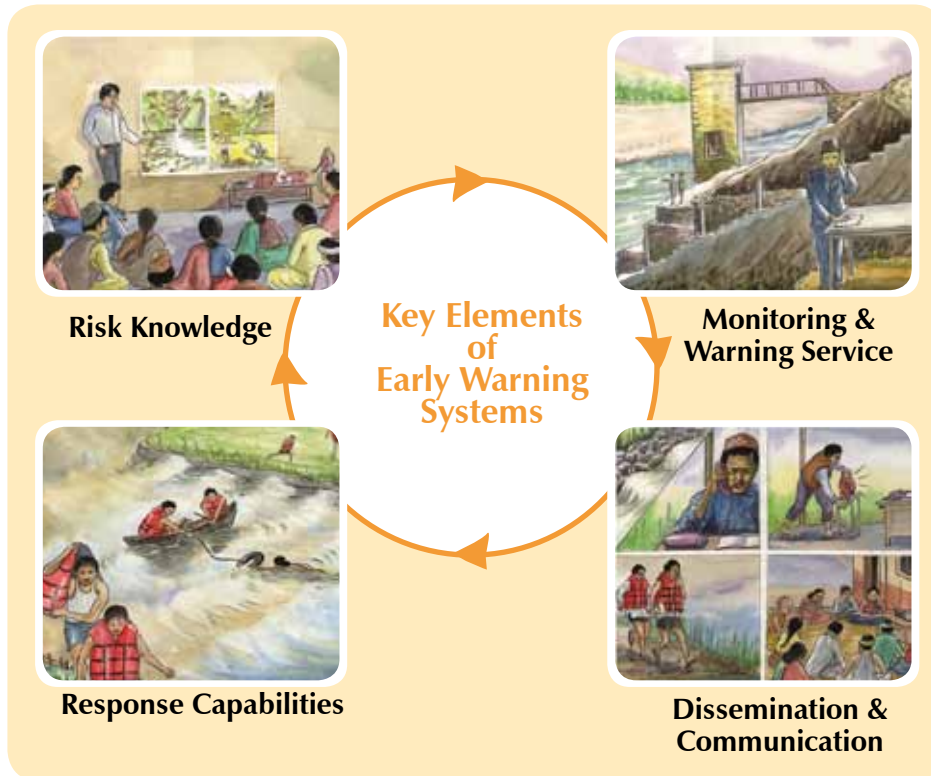 Key Elements
of
Early Warning
Systems
Risk Knowledge
Monitoring &
Warning Service
Response Capabilities
Dissemination &
Communication